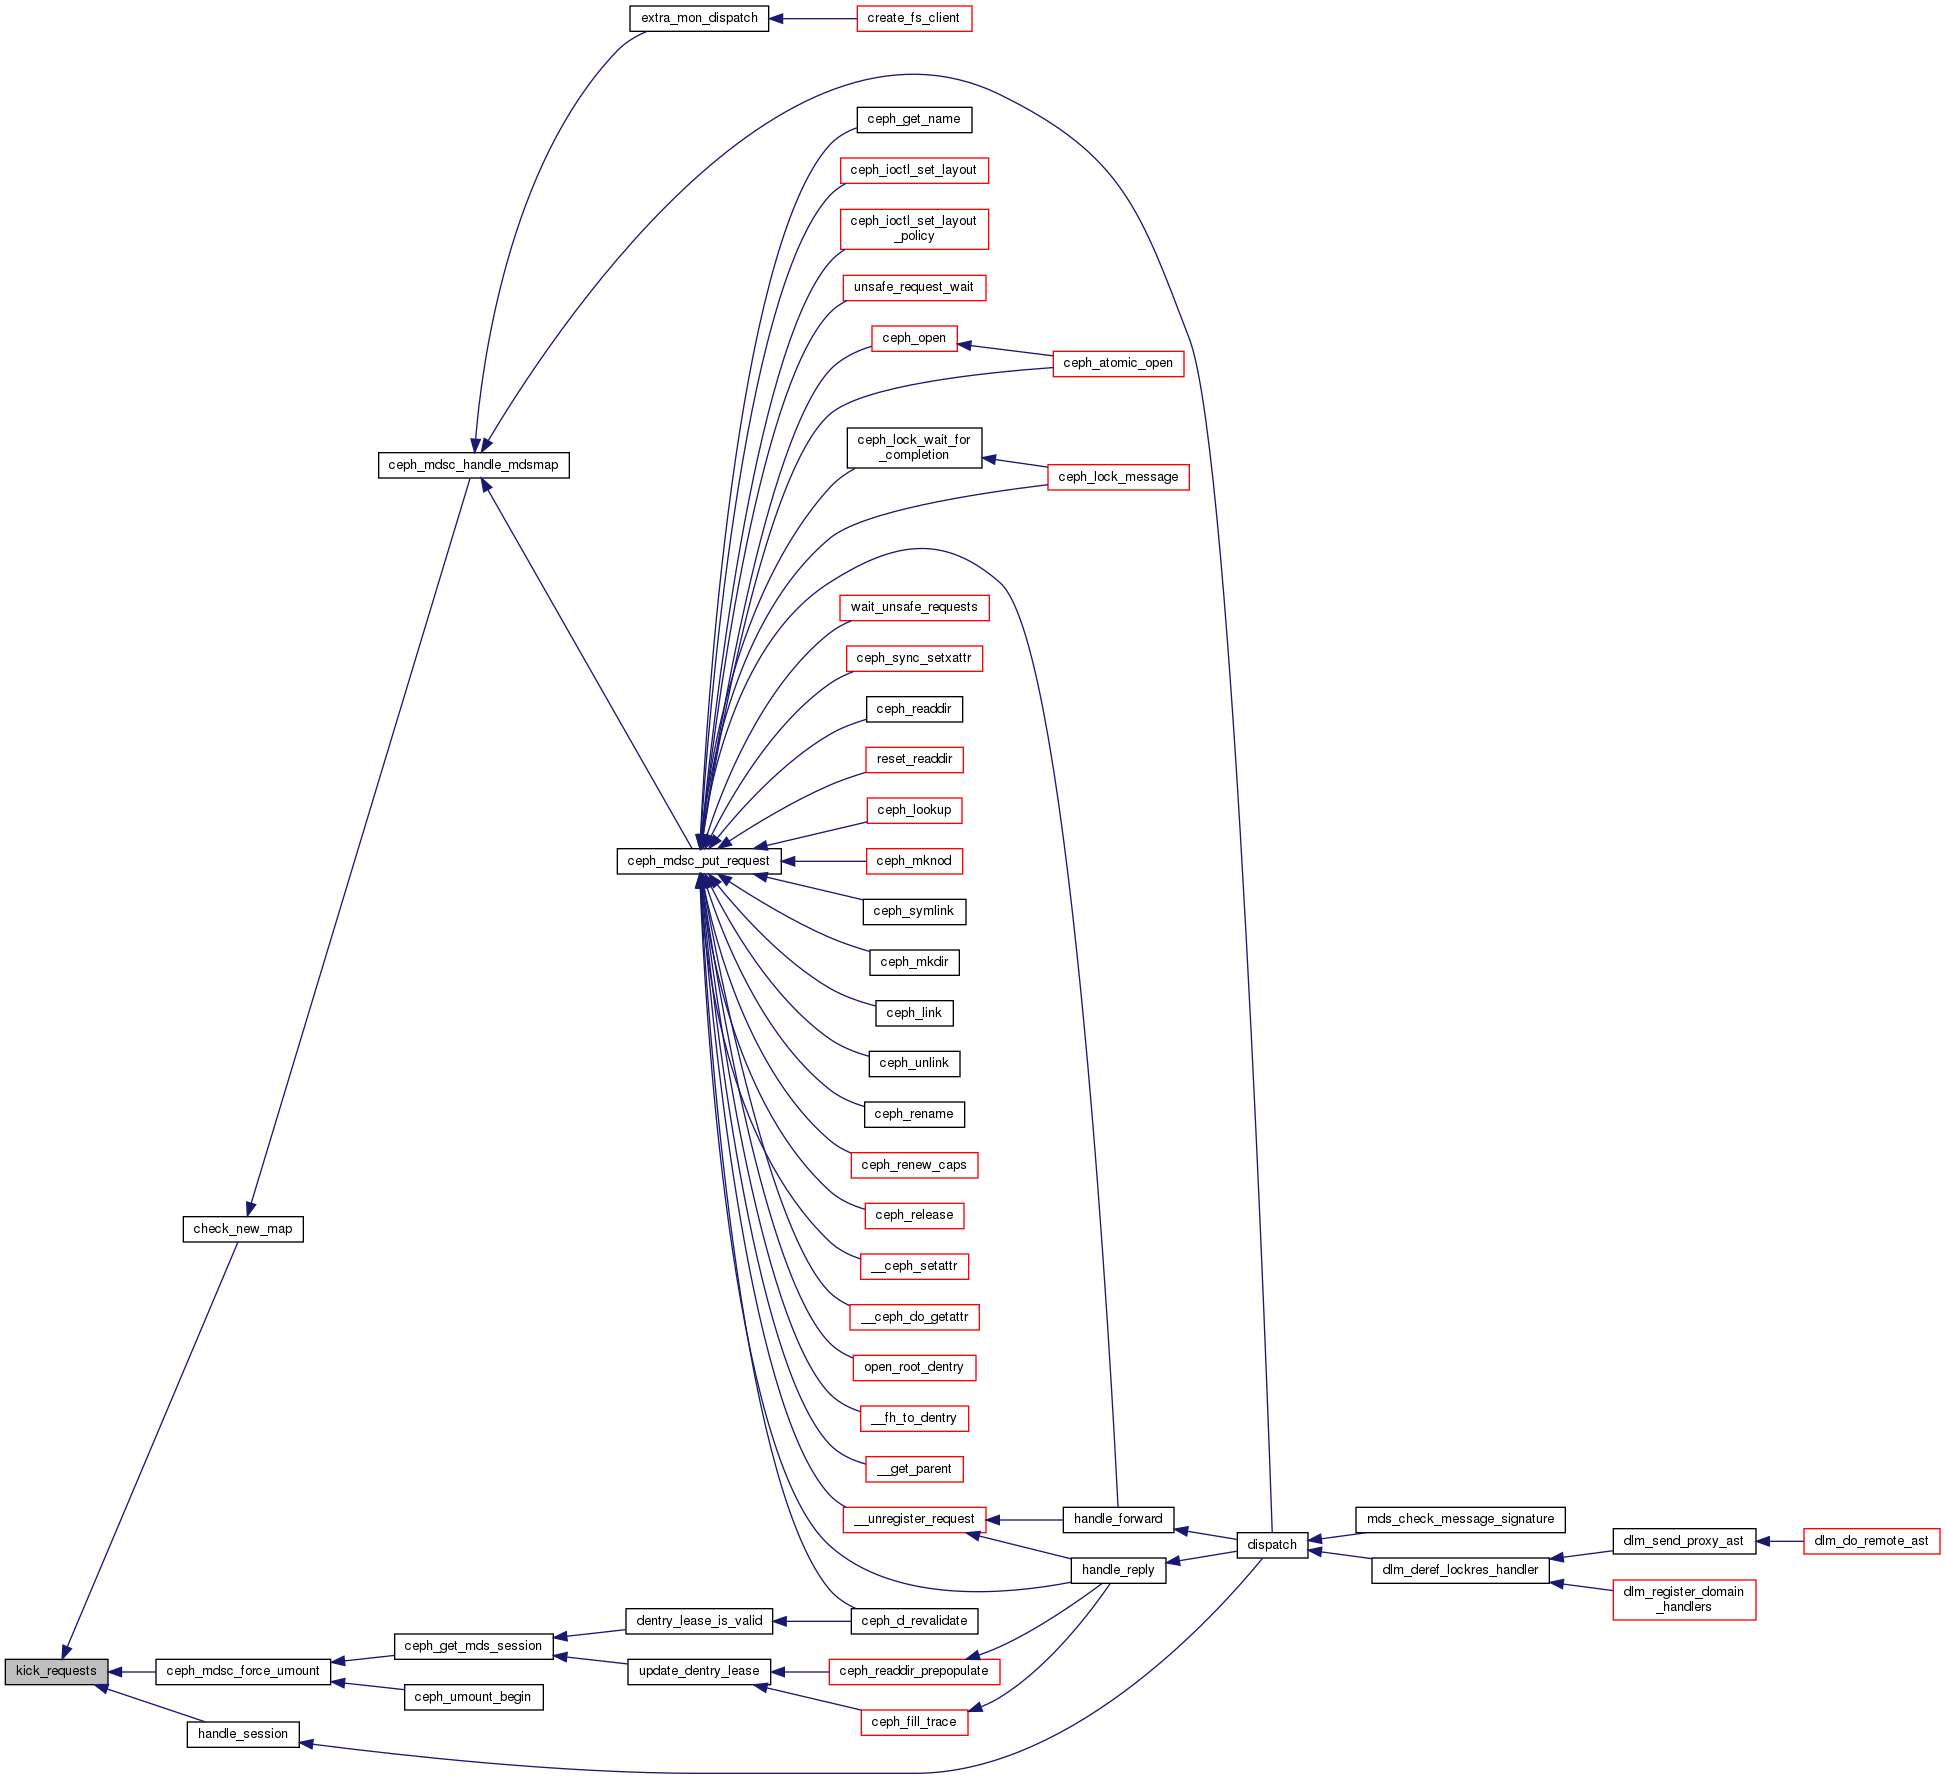 extra_mon_dispatch
create_fs_client
ceph_get_name
ceph_ioctl_set_layout
ceph_ioctl_set_layout
_policy
unsafe_request_wait
ceph_open
ceph_atomic_open
ceph_lock_wait_for
_completion
ceph_mdsc_handle_mdsmap
ceph_lock_message
wait_unsafe_requests
ceph_sync_setxattr
ceph_readdir
reset_readdir
ceph_lookup
ceph_mdsc_put_request
ceph_mknod
ceph_symlink
ceph_mkdir
ceph_link
ceph_unlink
ceph_rename
ceph_renew_caps
ceph_release
check_new_map
__ceph_setattr
__ceph_do_getattr
open_root_dentry
__fh_to_dentry
__get_parent
__unregister_request
handle_forward
mds_check_message_signature
dispatch
dlm_send_proxy_ast
dlm_do_remote_ast
handle_reply
dlm_deref_lockres_handler
dlm_register_domain
_handlers
dentry_lease_is_valid
ceph_d_revalidate
ceph_get_mds_session
kick_requests
ceph_mdsc_force_umount
update_dentry_lease
ceph_readdir_prepopulate
ceph_umount_begin
ceph_fill_trace
handle_session